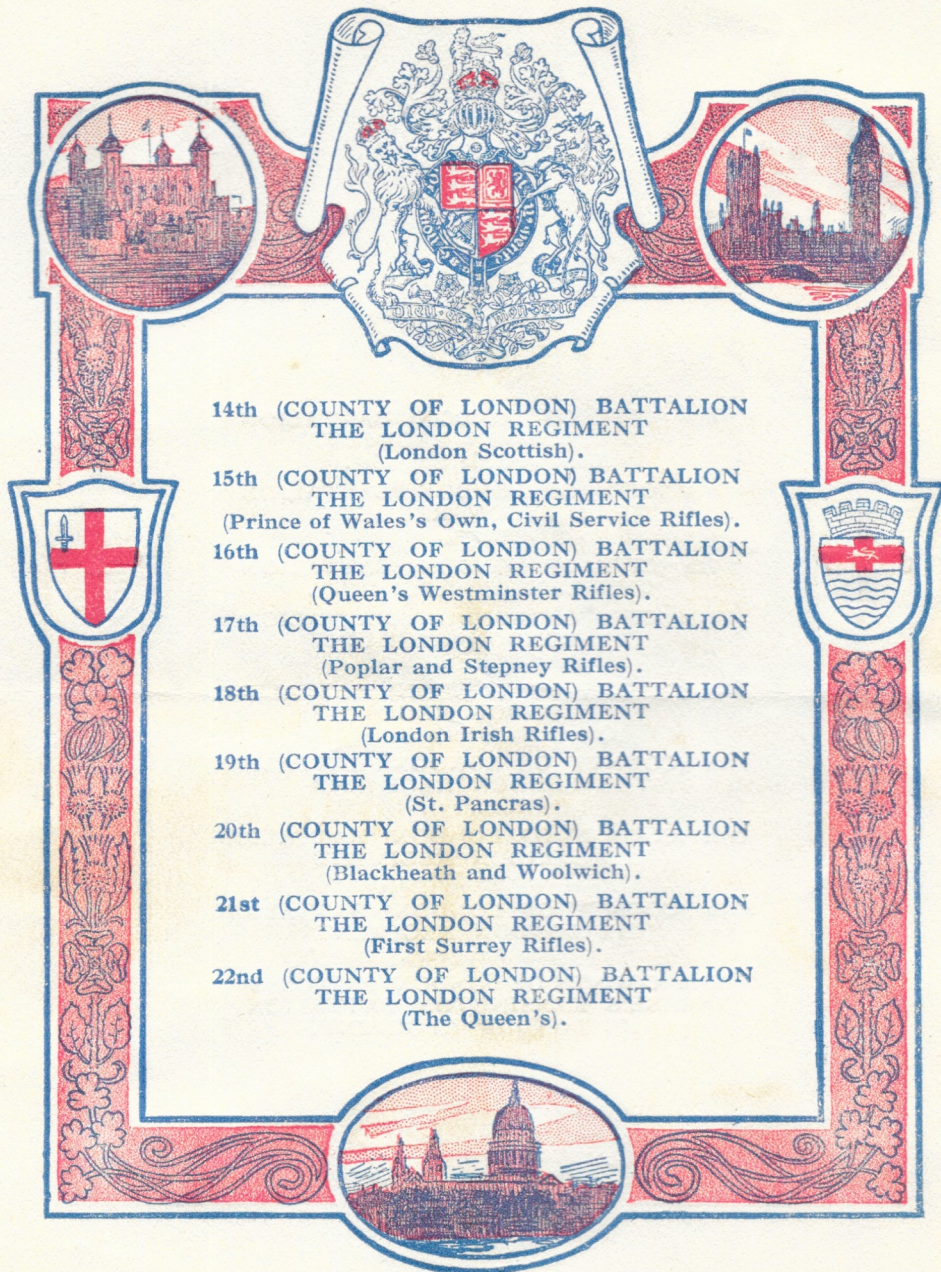 DIEU ET MON DROIT
14th (COUNTY OF LONDON) BATTALION
THE LONDON REGIMENT
(London Scottish).
15th (COUNTY OF LONDON) BATTALION
THE LONDON REGIMENT
(Prince of Wales's Own, Civil Service Rifles).
16th (COUNTY OF LONDON) BATTALION
THE LONDON REGIMENT
(Queen's Westminster Rifles).
17th (COUNTY OF LONDON) BATTALION
THE LONDON REGIMENT
(Poplar and Stepney Rifles).
18th (COUNTY OF LONDON) BATTALION
THE LONDON REGIMENT
(London Irish Rifles).
19th (COUNTY OF LONDON) BATTALION
THE LONDON REGIMENT
(St. Pancras).
20th (COUNTY OF LONDON) BATTALION
THE LONDON REGIMENT
(Blackheath and Woolwich).
21st (COUNTY OF LONDON) BATTALION
THE LONDON REGIMENT
(First Surrey Rifles).
22nd (COUNTY OF LONDON) BATTALION
THE LONDON REGIMENT
(The Queen's).